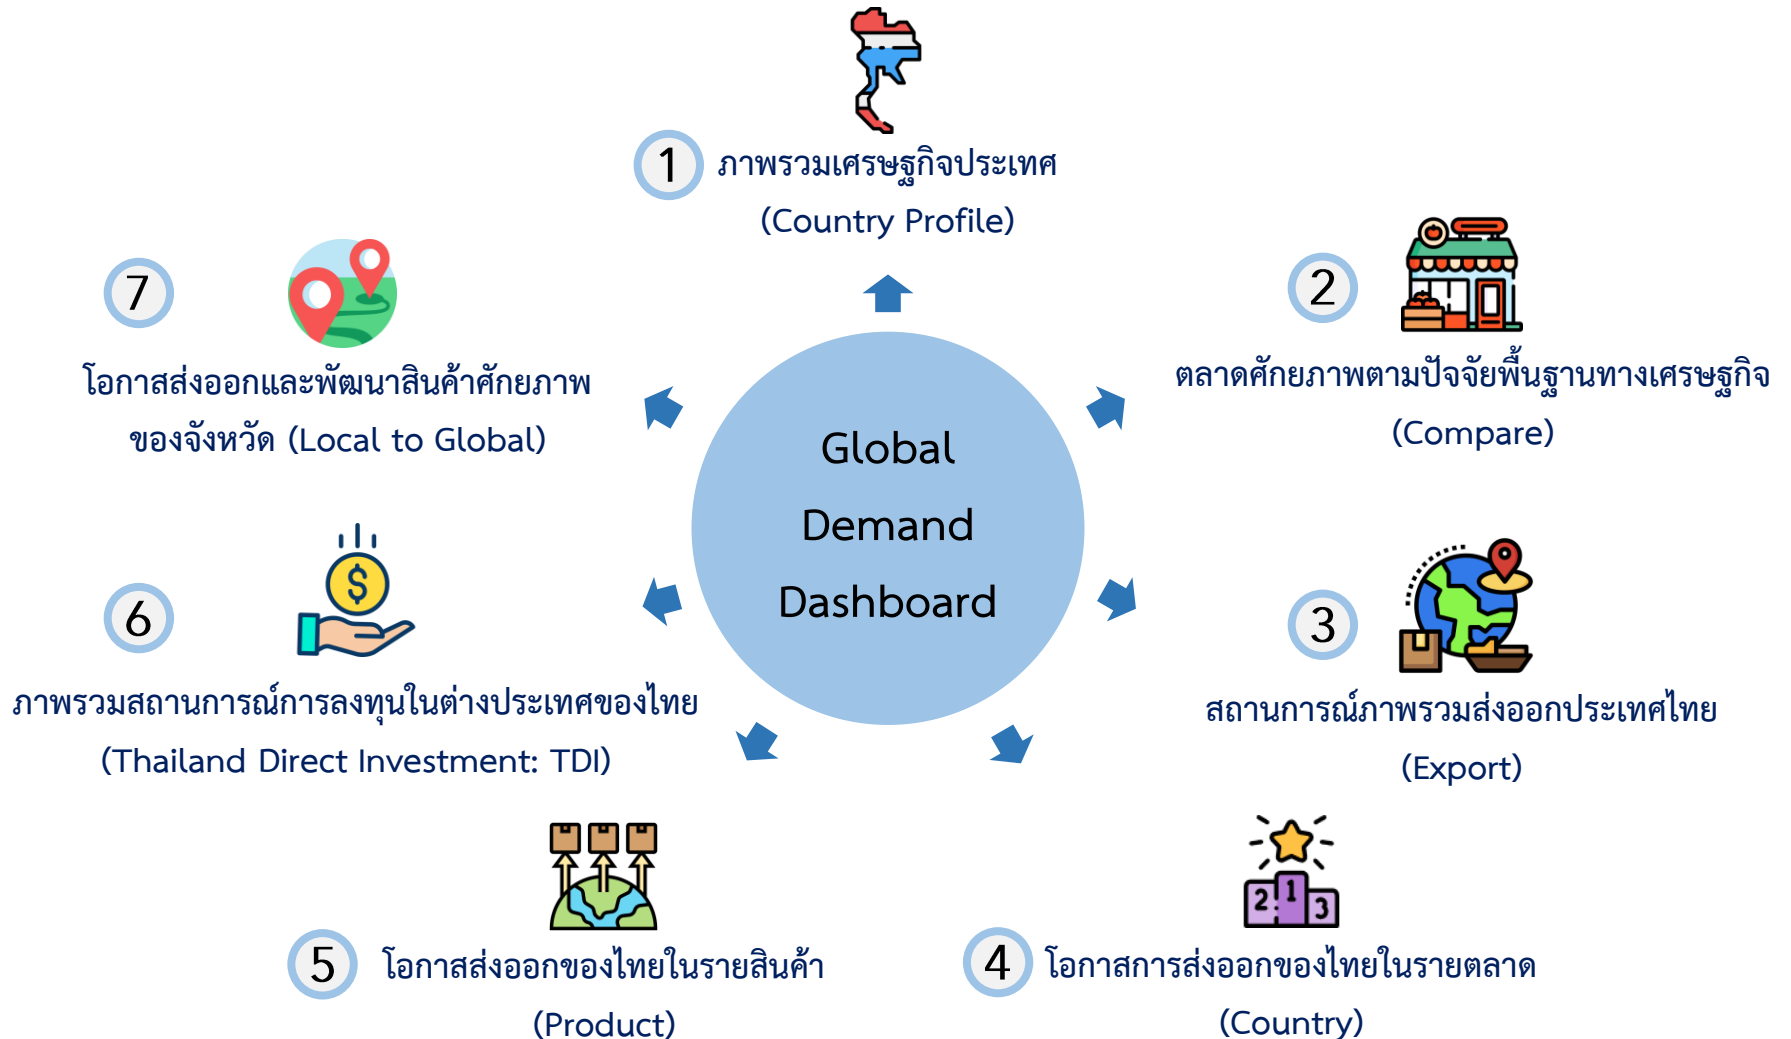 1
ภาพรวมเศรษฐกิจประเทศ
(Country Profile)
2
ตลาดศักยภาพตามปัจจัยพื้นฐานทางเศรษฐกิจ
(Compare)
3
สถานการณ์ภาพรวมส่งออกประเทศไทย
(Export)
2 1 3
4
โอกาสการส่งออกของไทยในรายตลาด
(Country)
5
โอกาสส่งออกของไทยในรายสินค้า
(Product)
$
6
ภาพรวมสถานการณ์การลงทุนในต่างประเทศของไทย
(Thailand Direct Investment: TDI)
7
โอกาสส่งออกและพัฒนาสินค้าศักยภาพ
ของจังหวัด (Local to Global)
Global
Demand
Dashboard